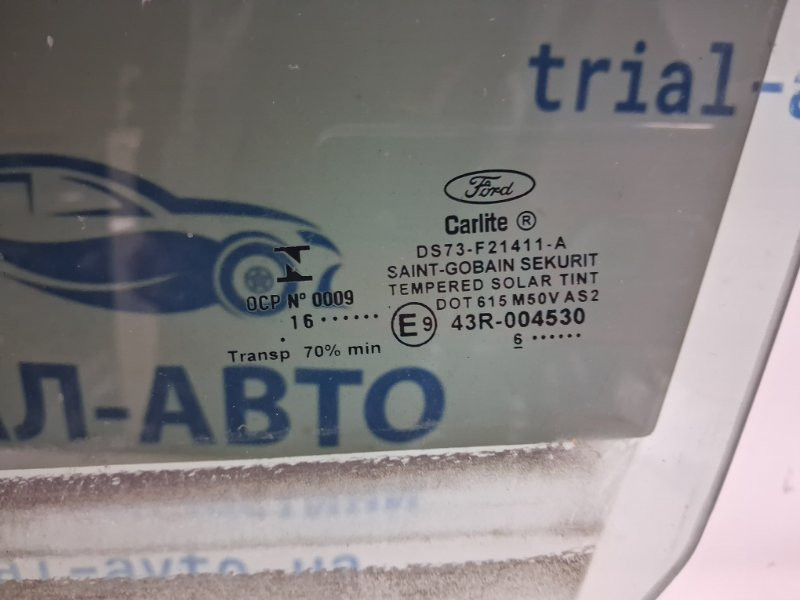 trial-a
Ford
Carlite ®
DS73-F21411-A
SAINT-GOBAIN SEKURIT
TEMPERED SOLAR TINT
DOT 615 M50V AS2
OCP Nº 0009
16 ······
Transp 70% min
E9 43R-004530
6 ······
АЛ-АВТО